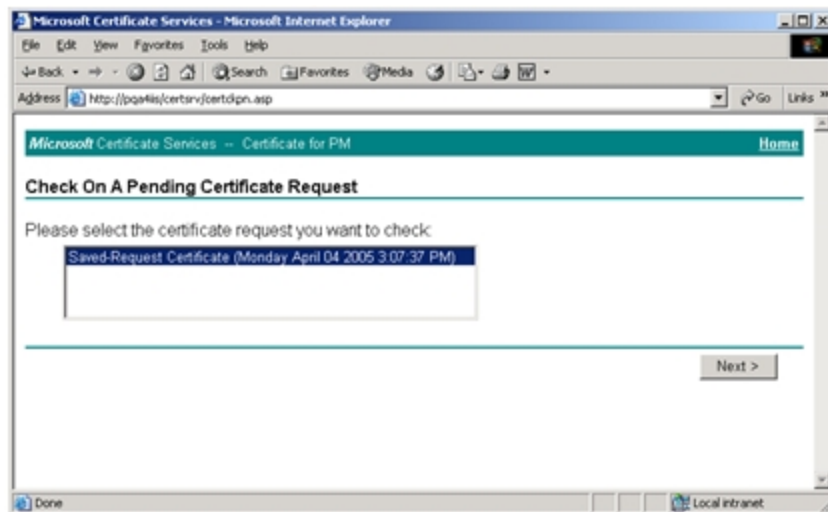 Microsoft Certificate Services - Microsoft Internet Explorer
File Edit View Favorites Tools Help
Back Search Favorites Media
Address http://pqa4iis/certsrv/certckpn.asp Go Links »
Microsoft Certificate Services -- Certificate for PM Home
Check On A Pending Certificate Request
Please select the certificate request you want to check:
Saved-Request Certificate (Monday April 04 2005 3:07:37 PM)
Next >
Done Local intranet